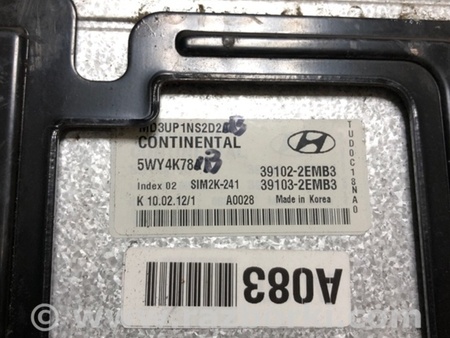 CONTINENTAL
5WY4K78
39102-2EMB3
Index 02 SIM2K-241 39103-2EMB3
K 10.02.12/1 A0028 Made in Korea
TUD0C18NA0
A083